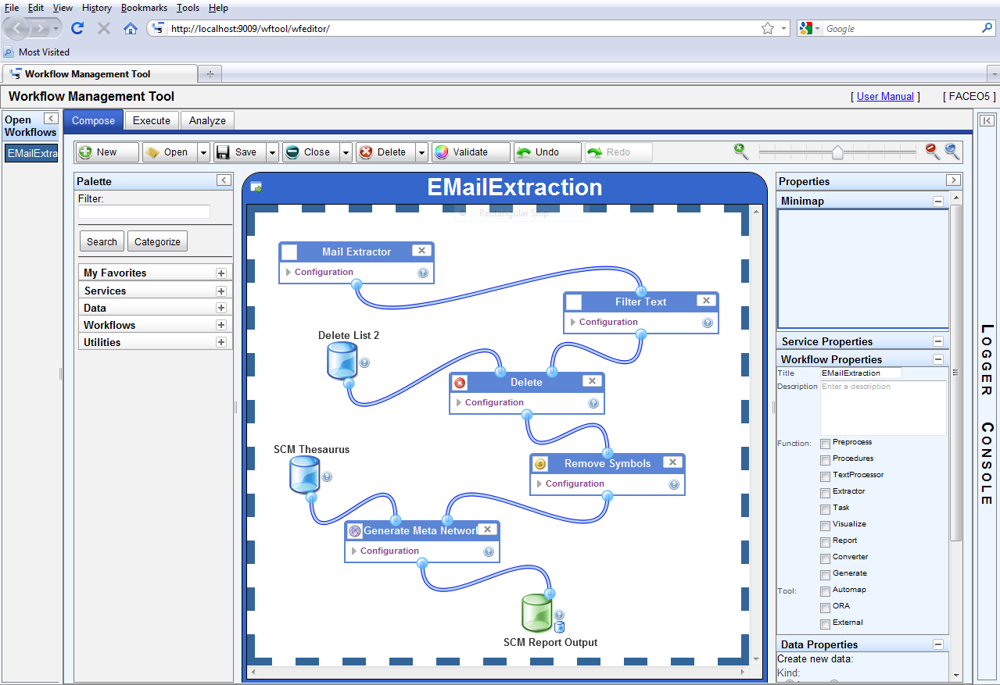 File Edit View History Bookmarks Tools Help
http://localhost:9009/wftool/wfeditor/
Google
Most Visited
Workflow Management Tool
Workflow Management Tool
[ User Manual ] [ FACEO5 ]
Open Workflows
EMailExtra
Compose Execute Analyze
New Open Save Close Delete Validate Undo Redo
Palette
Filter:
Search Categorize
My Favorites
Services
Data
Workflows
Utilities
EMailExtraction
Rectangular Snip
Mail Extractor
Configuration
Filter Text
Configuration
Delete List 2
Delete
Configuration
SCM Thesaurus
Remove Symbols
Configuration
Generate Meta Networ
Configuration
SCM Report Output
Properties
Minimap
Service Properties
Workflow Properties
Title EMailExtraction
Description Enter a description
Function: Preprocess
Procedures
TextProcessor
Extractor
Task
Visualize
Report
Converter
Generate
Tool: Automap
ORA
External
Data Properties
Create new data:
Kind:
LOGGER CONSOLE